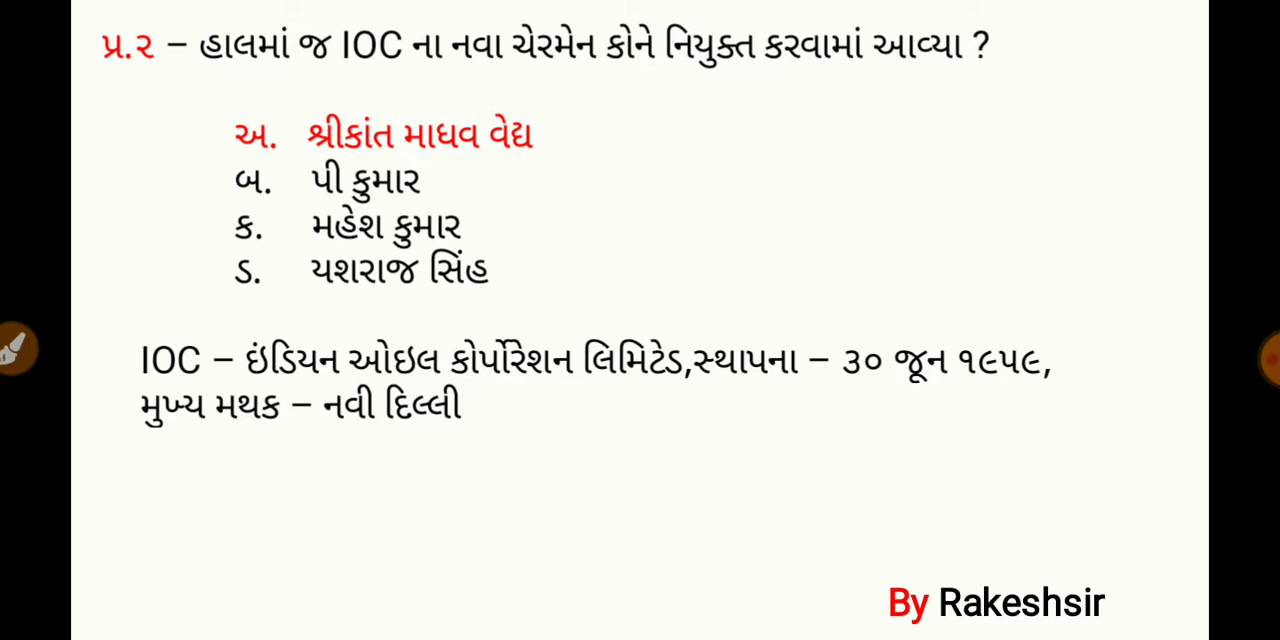 પ્ર.૨ – હાલમાં જ IOC ના નવા ચેરમેન કોને નિયુક્ત કરવામાં આવ્યા ?
અ. શ્રીકાંત માધવ વેદ્ય
બ. પી કુમાર
ક. મહેશ કુમાર
ડ. યશરાજ સિંહ
IOC – ઇંડિયન ઓઇલ કોર્પોરેશન લિમિટેડ,સ્થાપના – ૩૦ જૂન ૧૯૫૯,
મુખ્ય મથક – નવી દિલ્લી
By Rakeshsir